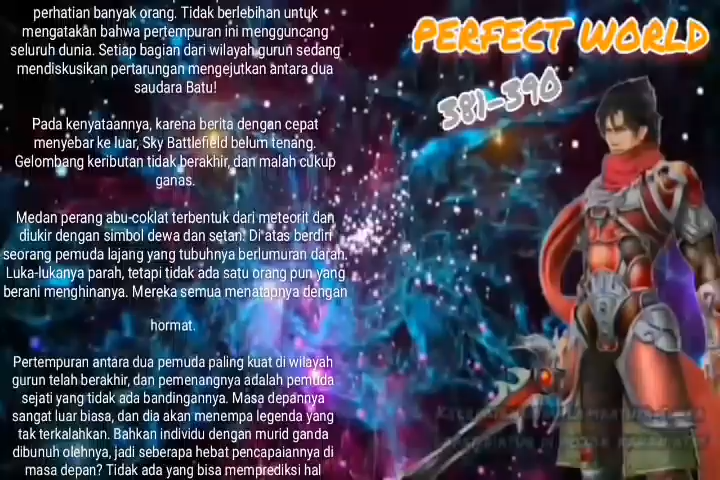 perhatian banyak orang. Tidak berlebihan untuk
mengatakan bahwa pertempuran ini mengguncang
seluruh dunia. Setiap bagian dari wilayah gurun sedang
mendiskusikan pertarungan mengejutkan antara dua
saudara Batu!
Pada kenyataannya, karena berita dengan cepat
menyebar ke luar, Sky Battlefield belum tenang.
Gelombang keributan tidak berakhir, dan malah cukup
ganas.
Medan perang abu-coklat terbentuk dari meteorit dan
diukir dengan simbol dewa dan setan. Di atas berdiri
seorang pemuda lajang yang tubuhnya berlumuran darah.
Luka-lukanya parah, tetapi tidak ada satu orang pun yang
berani menghinanya. Mereka semua menatapnya dengan
hormat.
Pertempuran antara dua pemuda paling kuat di wilayah
gurun telah berakhir, dan pemenangnya adalah pemuda
sejati yang tidak ada bandingannya. Masa depannya
sangat luar biasa, dan dia akan menempa legenda yang
tak terkalahkan. Bahkan individu dengan murid ganda
dibunuh olehnya, jadi seberapa hebat pencapaiannya di
masa depan? Tidak ada yang bisa memprediksi hal
PERFECT WORLD
381-390